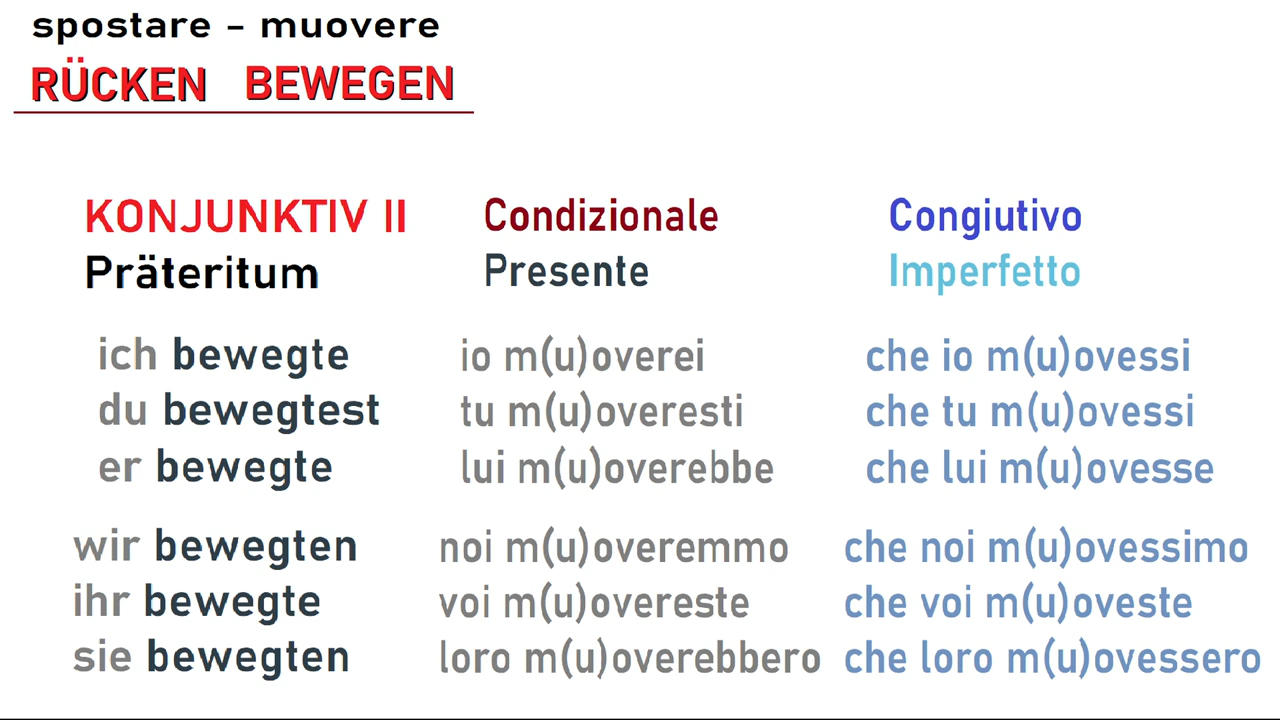 spostare – muovere
RÜCKEN BEWEGEN
KONJUNKTIV II Condizionale Congiutivo
Präteritum Presente Imperfetto
ich bewegte io m(u)overei che io m(u)ovessi
du bewegtest tu m(u)overesti che tu m(u)ovessi
er bewegte lui m(u)overebbe che lui m(u)ovesse
wir bewegten noi m(u)overemmo che noi m(u)ovessimo
ihr bewegte voi m(u)overeste che voi m(u)oveste
sie bewegten loro m(u)overebbero che loro m(u)ovessero